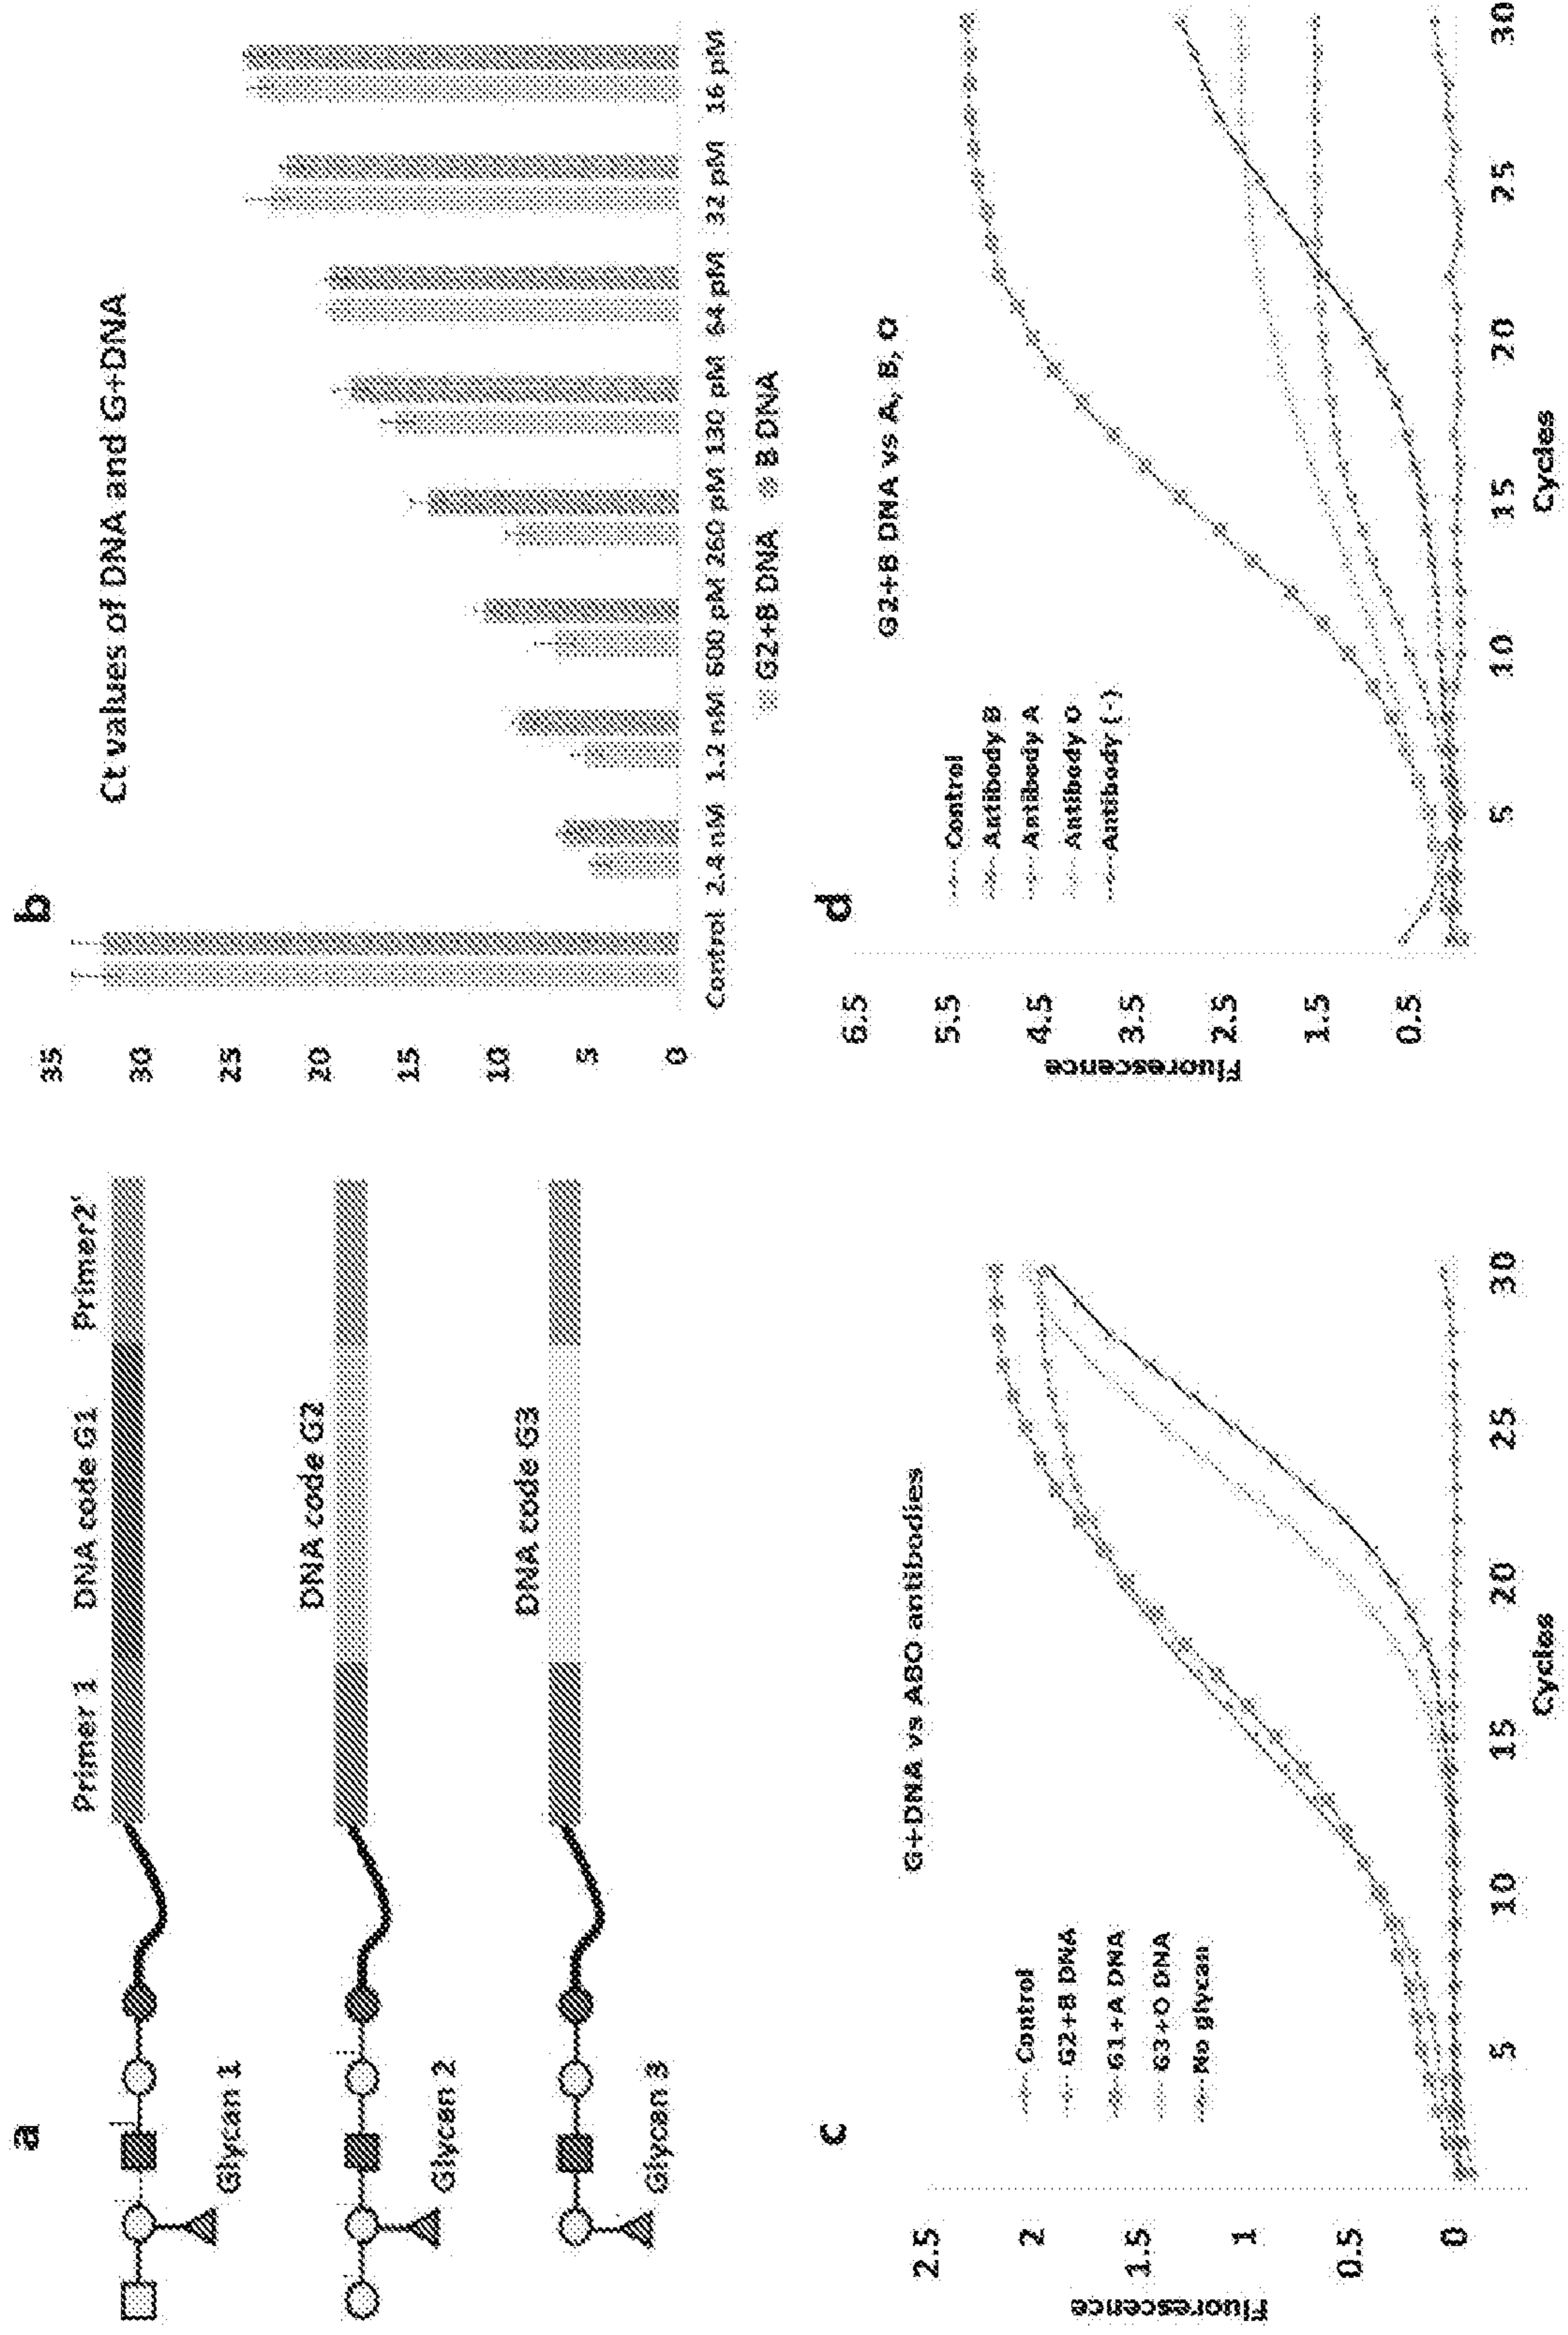 a
Primer 1 DNA code G1 Primer2'
Glycan 1
DNA code G2
Glycan 2
DNA code G3
Glycan 3
b
Ct values of DNA and G+DNA
35
30
25
20
15
10
5
0
Control 2.4 nM 1.2 nM 600 pM 260 pM 130 pM 64 pM 32 pM 16 pM
G2+B DNA B DNA
c
G+DNA vs ABO antibodies
Fluorescence
2.5
2
1.5
1
0.5
0
Control
G2+B DNA
G1+A DNA
G3+O DNA
No glycan
5 10 15 20 25 30
Cycles
d
G2+B DNA vs A, B, O
Fluorescence
6.5
5.5
4.5
3.5
2.5
1.5
0.5
Control
Antibody B
Antibody A
Antibody O
Antibody (-)
5 10 15 20 25 30
Cycles